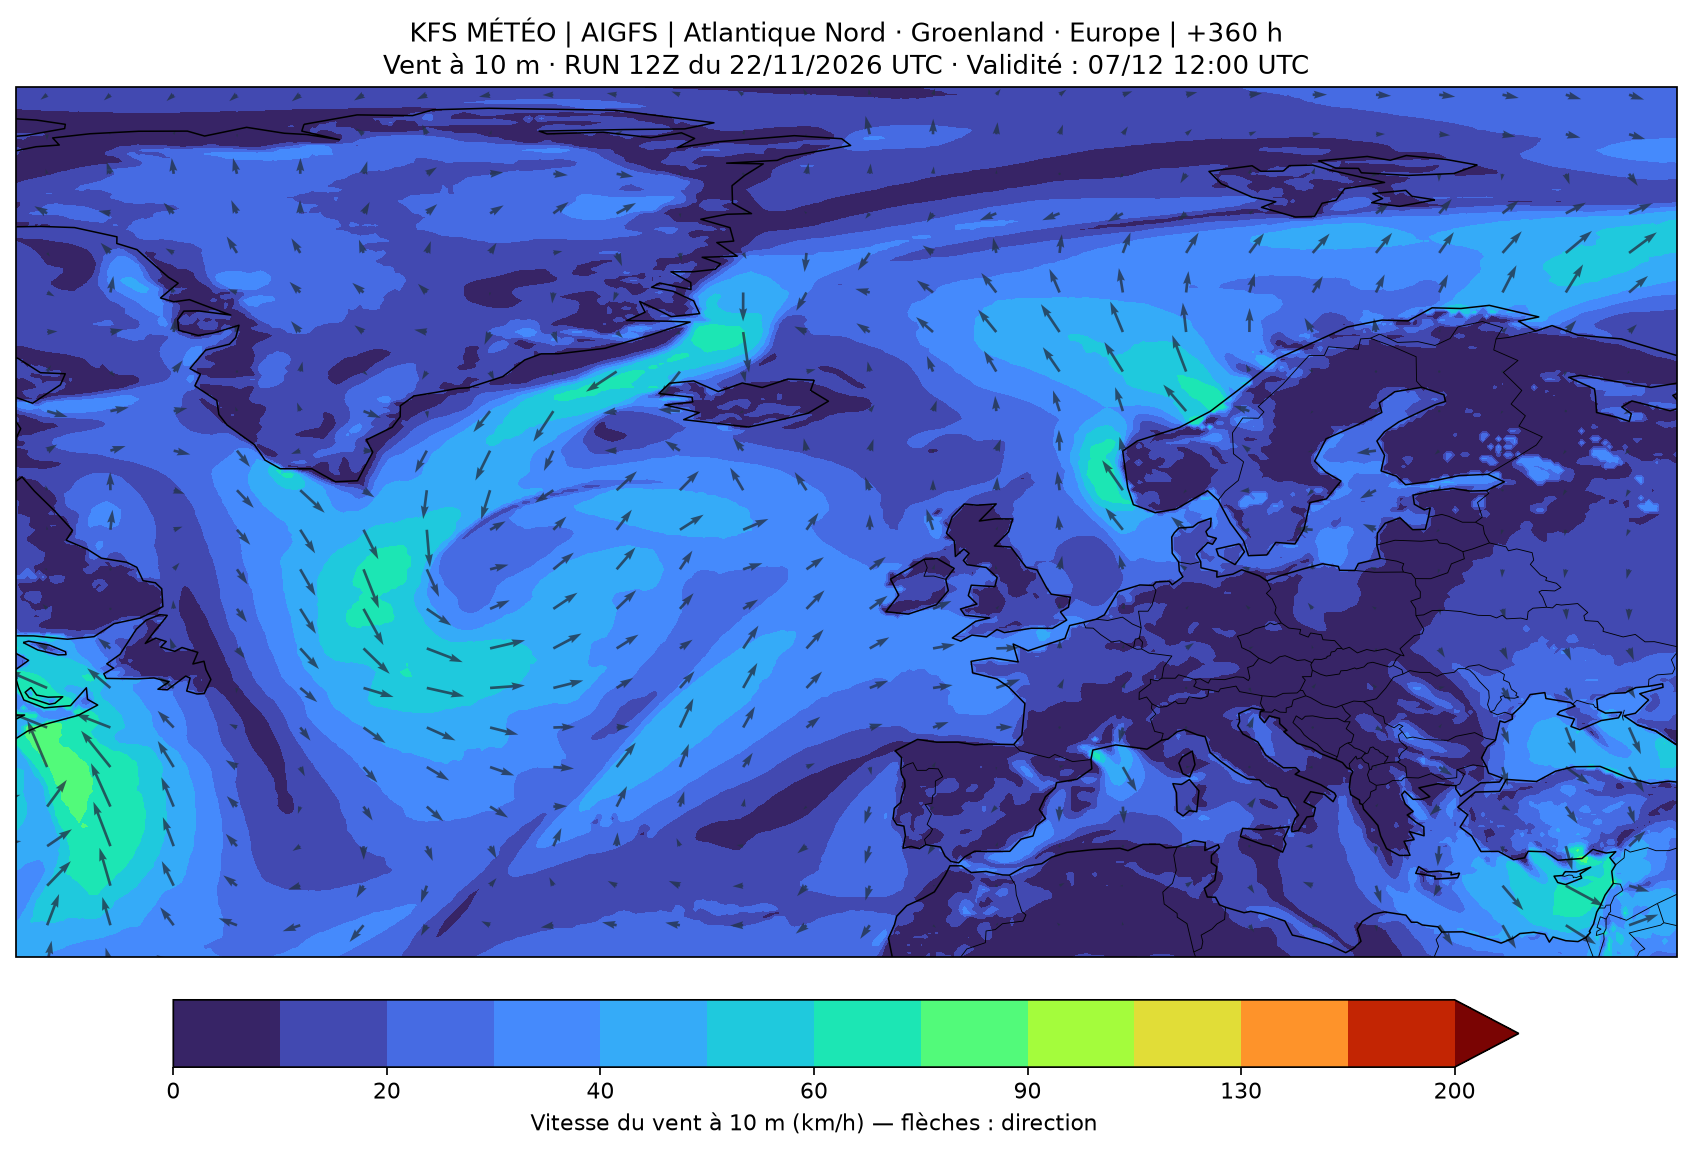 KFS MÉTÉO | AIGFS | Atlantique Nord · Groenland · Europe | +360 h
Vent à 10 m · RUN 12Z du 22/11/2026 UTC · Validité : 07/12 12:00 UTC
0 20 40 60 90 130 200
Vitesse du vent à 10 m (km/h) — flèches : direction